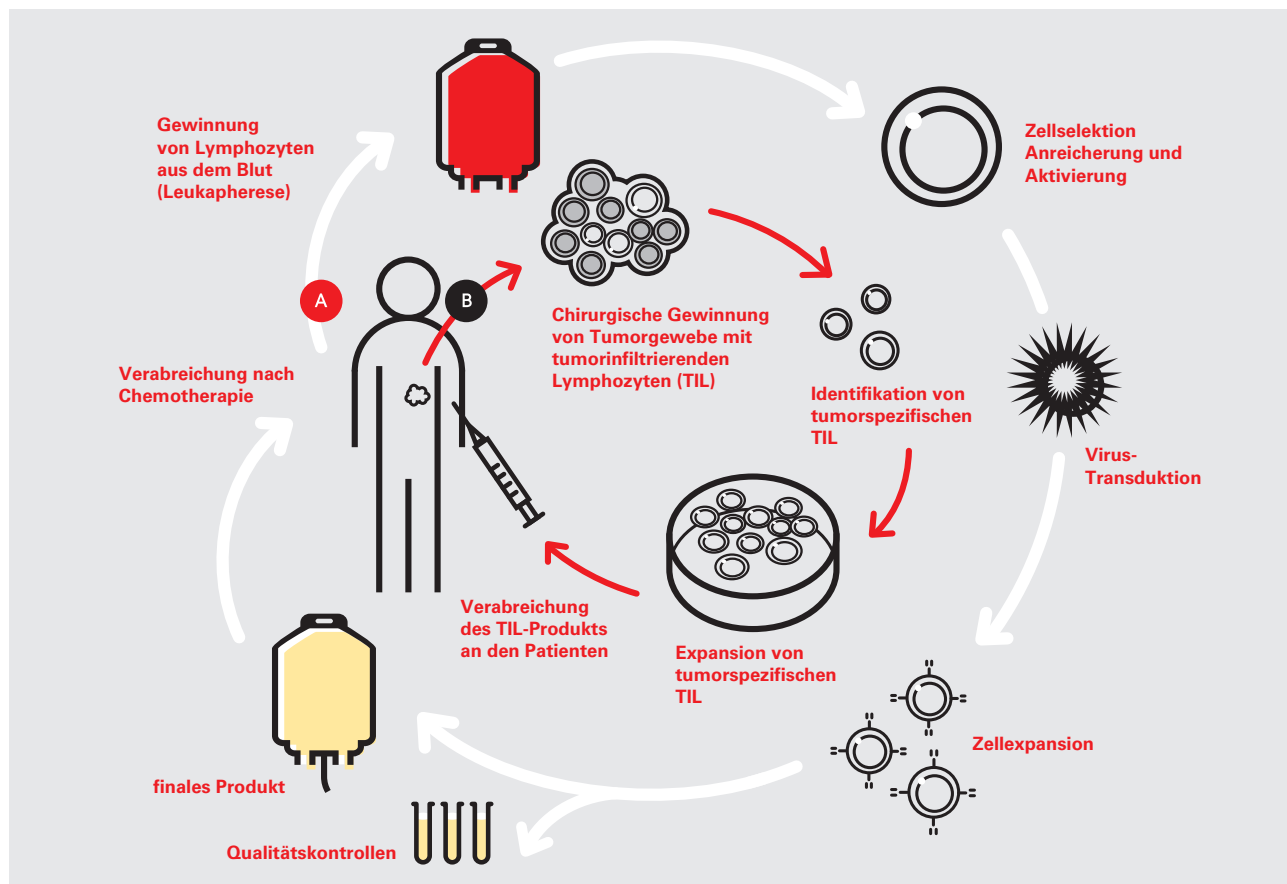 Gewinnung
von Lymphozyten
aus dem Blut
(Leukapherese)
Zellselektion
Anreicherung und
Aktivierung
A
B
Chirurgische Gewinnung
von Tumorgewebe mit
tumorinfiltrierenden
Lymphozyten (TIL)
Verabreichung nach
Chemotherapie
Identifikation von
tumorspezifischen
TIL
Virus-
Transduktion
Verabreichung
des TIL-Produkts
an den Patienten
Expansion von
tumorspezifischen
TIL
Zellexpansion
finales Produkt
Qualitätskontrollen